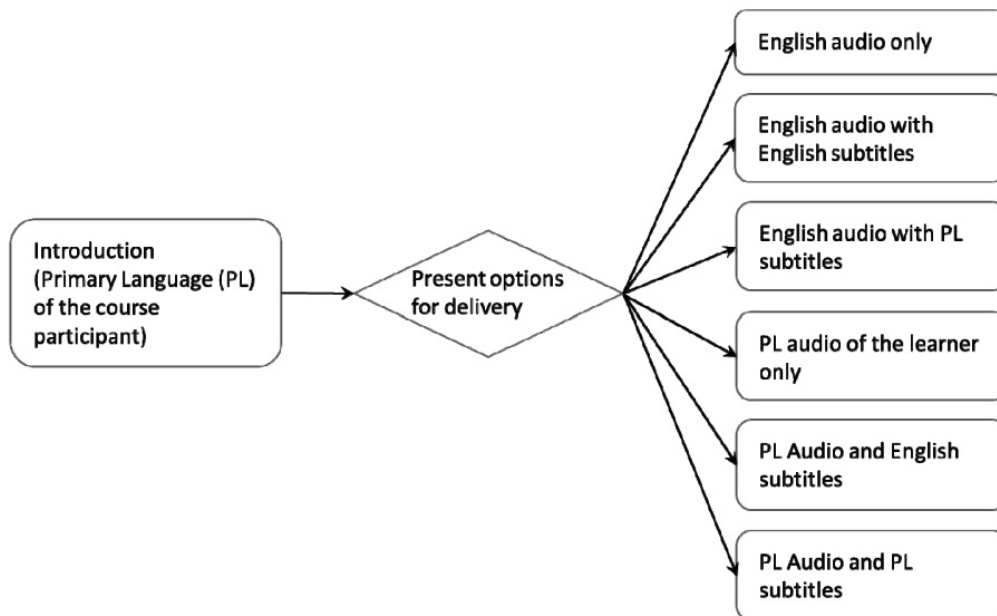 Introduction
(Primary Language (PL)
of the course
participant)
Present options
for delivery
English audio only
English audio with
English subtitles
English audio with PL
subtitles
PL audio of the learner
only
PL Audio and English
subtitles
PL Audio and PL
subtitles